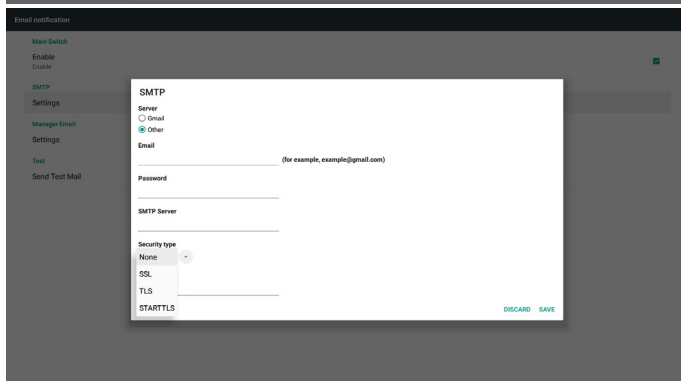 Email notification
Main Switch
Enable
Enable
SMTP
Settings
Manager Email
Settings
Test
Send Test Mail
SMTP
Server
Gmail
Other
Email
(for example, example@gmail.com)
Password
SMTP Server
Security type
None
SSL
TLS
STARTTLS
DISCARD SAVE